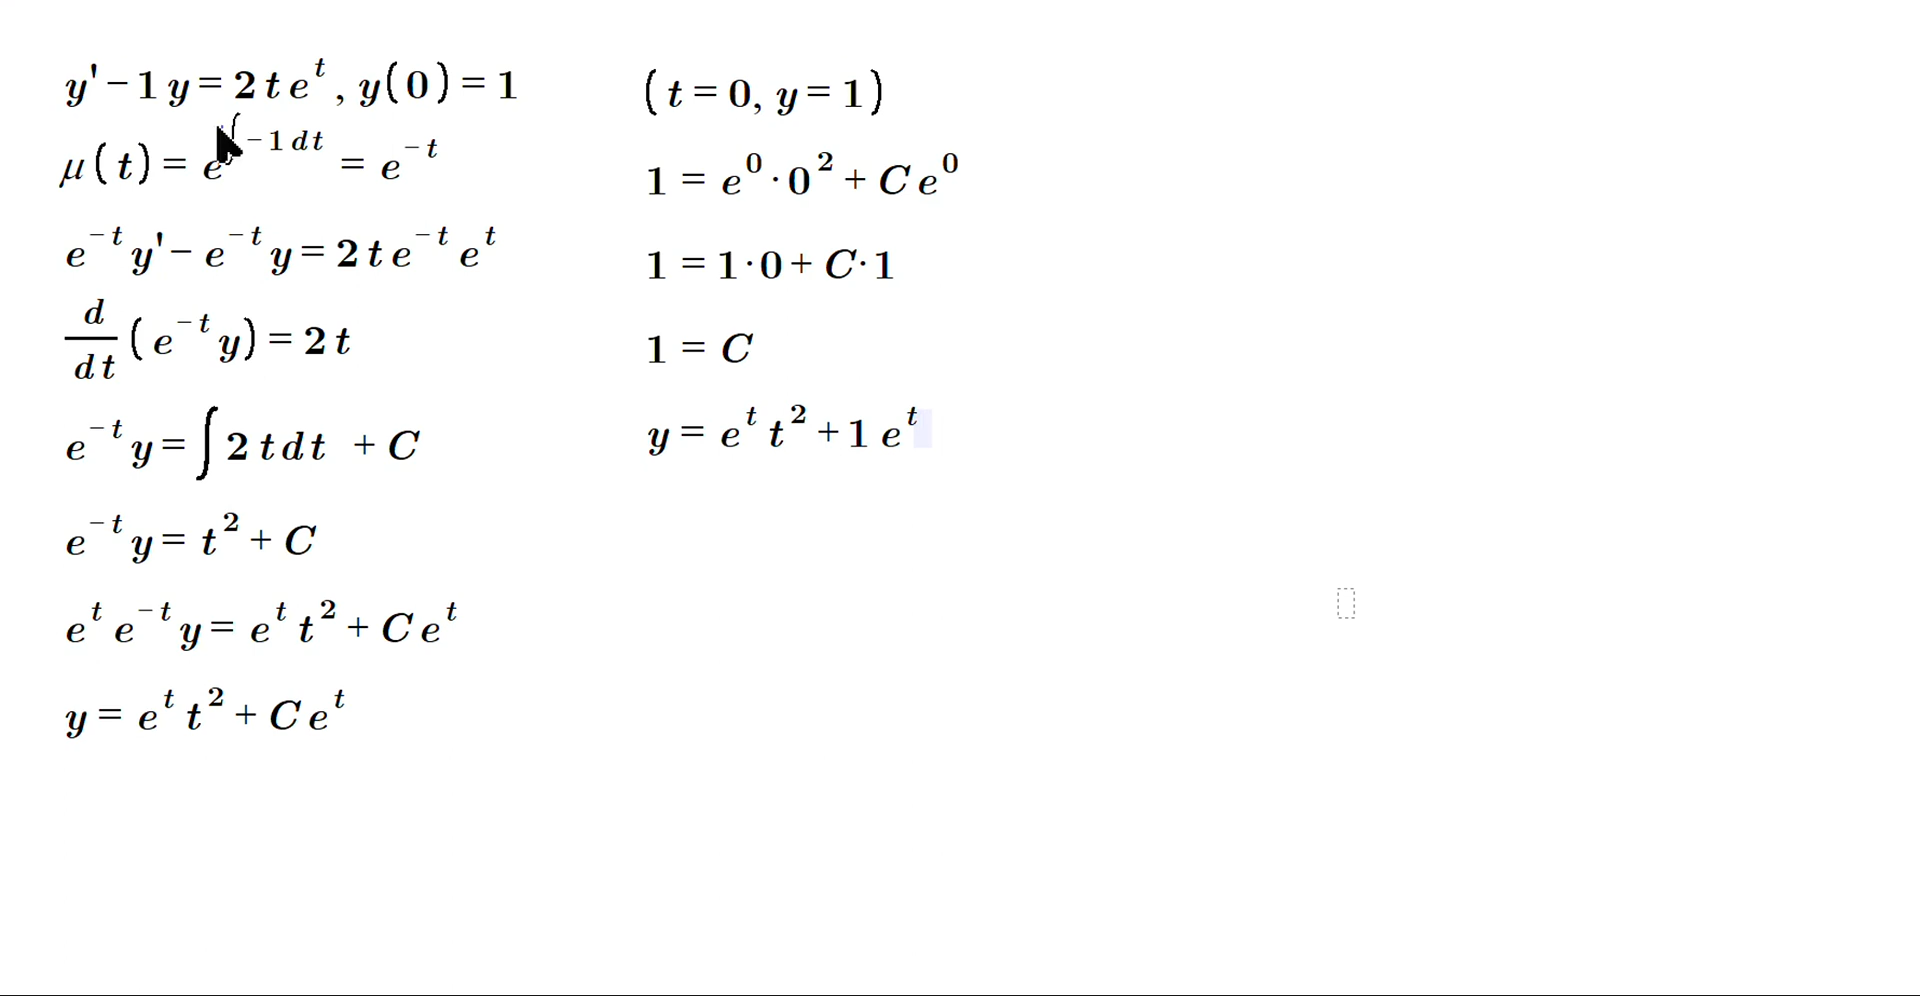 y' − 1 y = 2 t e^t , y(0) = 1
μ(t) = e^{∫ −1 dt} = e^{−t}
e^{−t} y' − e^{−t} y = 2 t e^{−t} e^t
d/dt (e^{−t} y) = 2 t
e^{−t} y = ∫ 2 t dt + C
e^{−t} y = t^2 + C
e^t e^{−t} y = e^t t^2 + C e^t
y = e^t t^2 + C e^t
(t = 0, y = 1)
1 = e^0 · 0^2 + C e^0
1 = 1 · 0 + C · 1
1 = C
y = e^t t^2 + 1 e^t